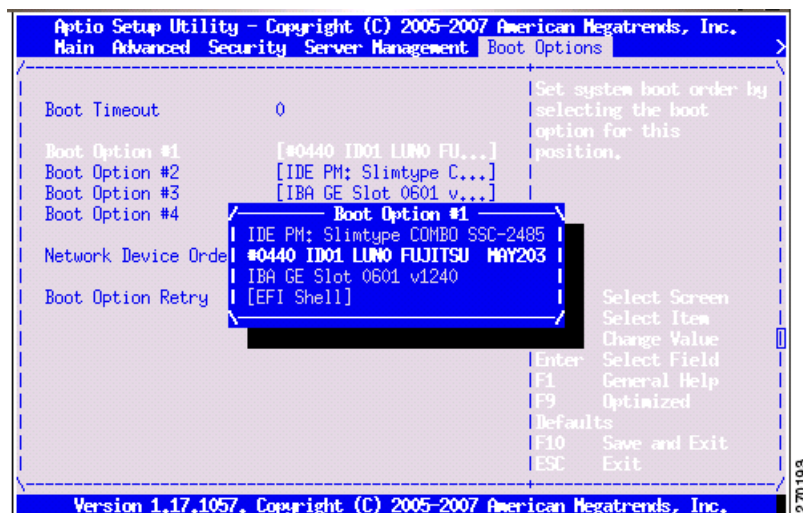 Aptio Setup Utility - Copyright (C) 2005-2007 American Megatrends, Inc.
Main Advanced Security Server Management Boot Options >
Boot Timeout 0
Boot Option #1 [#0440 ID01 LUN0 FU...]
Boot Option #2 [IDE PM: Slimtype C...]
Boot Option #3 [IBA GE Slot 0601 v...]
Boot Option #4
Network Device Orde
Boot Option Retry
Boot Option #1
IDE PM: Slimtype COMBO SSC-2485
#0440 ID01 LUN0 FUJITSU MAY203
IBA GE Slot 0601 v1240
[EFI Shell]
Set system boot order by
selecting the boot
option for this
position.
Select Screen
Select Item
Change Value
Enter Select Field
F1 General Help
F9 Optimized
Defaults
F10 Save and Exit
ESC Exit
Version 1.17.1057. Copyright (C) 2005-2007 American Megatrends, Inc.
270193